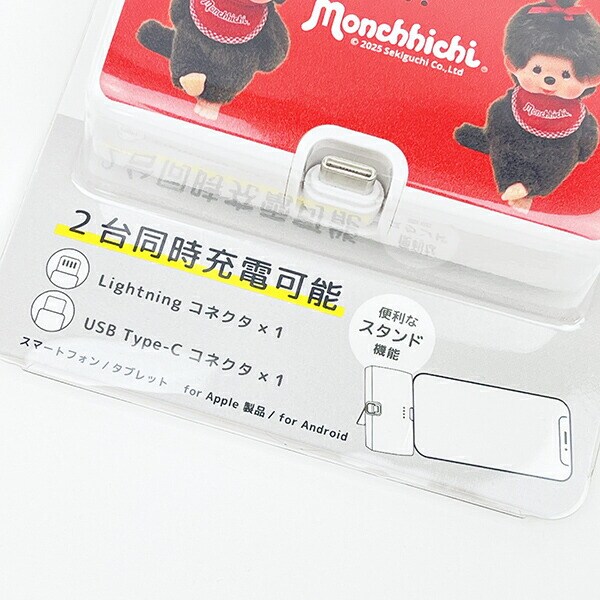 Monchhichi®
© 2025 Sekiguchi Co.,Ltd
Monchhichi
Monchhichi
2台同時充電可能
Lightning コネクタ × 1
USB Type-C コネクタ × 1
スマートフォン/タブレット for Apple 製品 / for Android
便利な
スタンド
機能